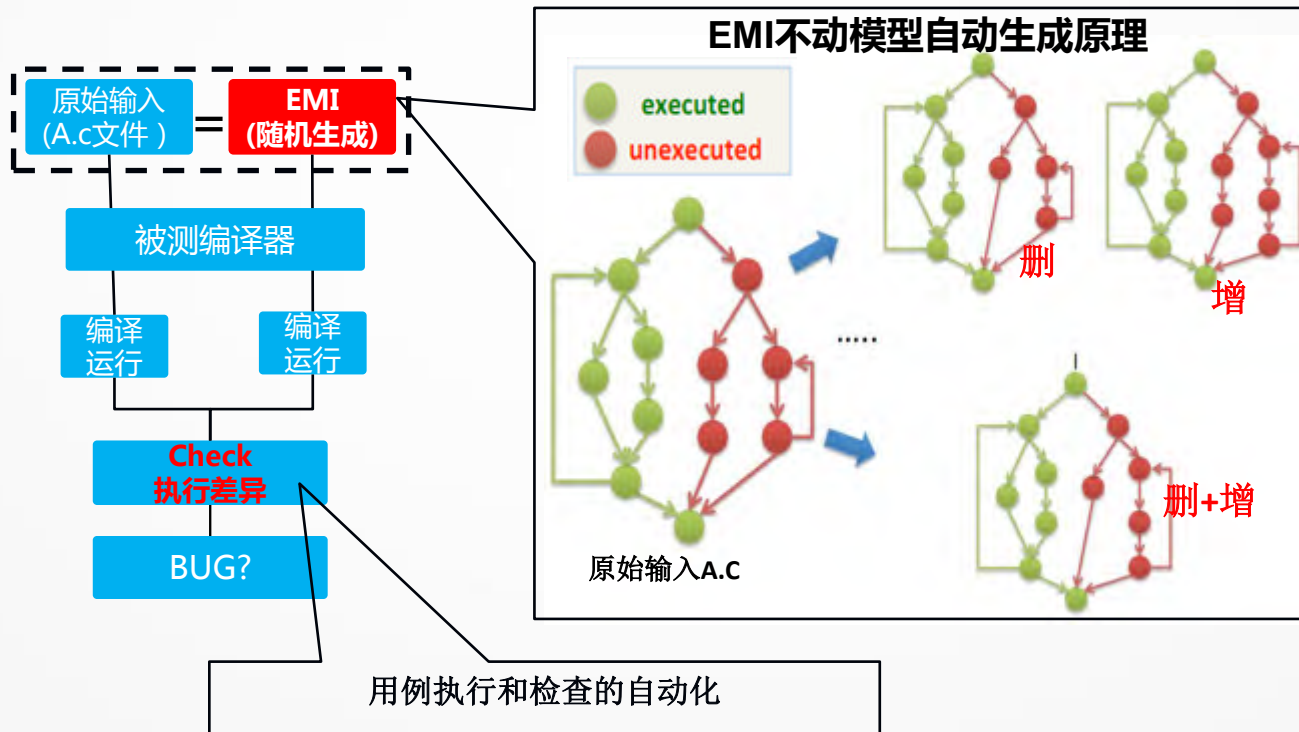 EMI不动模型自动生成原理
原始输入
(A.c文件 )
=
EMI
(随机生成)
executed
unexecuted
被测编译器
编译
运行
编译
运行
Check
执行差异
BUG?
删
增
.....
删+增
原始输入A.C
用例执行和检查的自动化